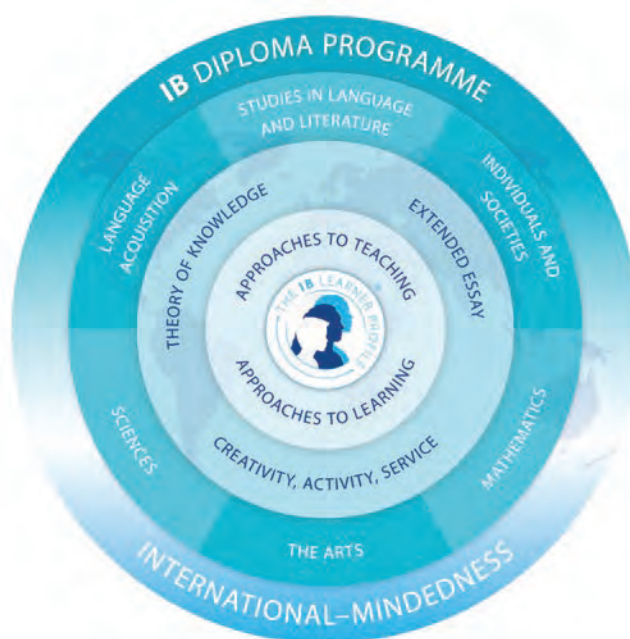 IB DIPLOMA PROGRAMME
STUDIES IN LANGUAGE
AND LITERATURE
LANGUAGE
ACQUISITION
INDIVIDUALS AND
SOCIETIES
THEORY OF KNOWLEDGE
EXTENDED ESSAY
APPROACHES TO TEACHING
THE IB LEARNER PROFILE
®
APPROACHES TO LEARNING
SCIENCES
CREATIVITY, ACTIVITY, SERVICE
MATHEMATICS
THE ARTS
INTERNATIONAL–MINDEDNESS